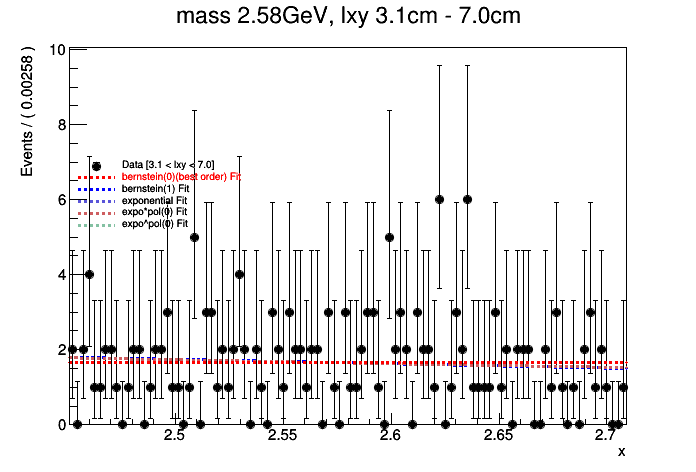 mass 2.58GeV, lxy 3.1cm - 7.0cm
Events / ( 0.00258 )
10
8
6
4
2
0
Data [3.1 < lxy < 7.0]
bernstein(0)(best order) Fit
bernstein(1) Fit
exponential Fit
expo*pol(0) Fit
expo^pol(0) Fit
2.5 2.55 2.6 2.65 2.7
x